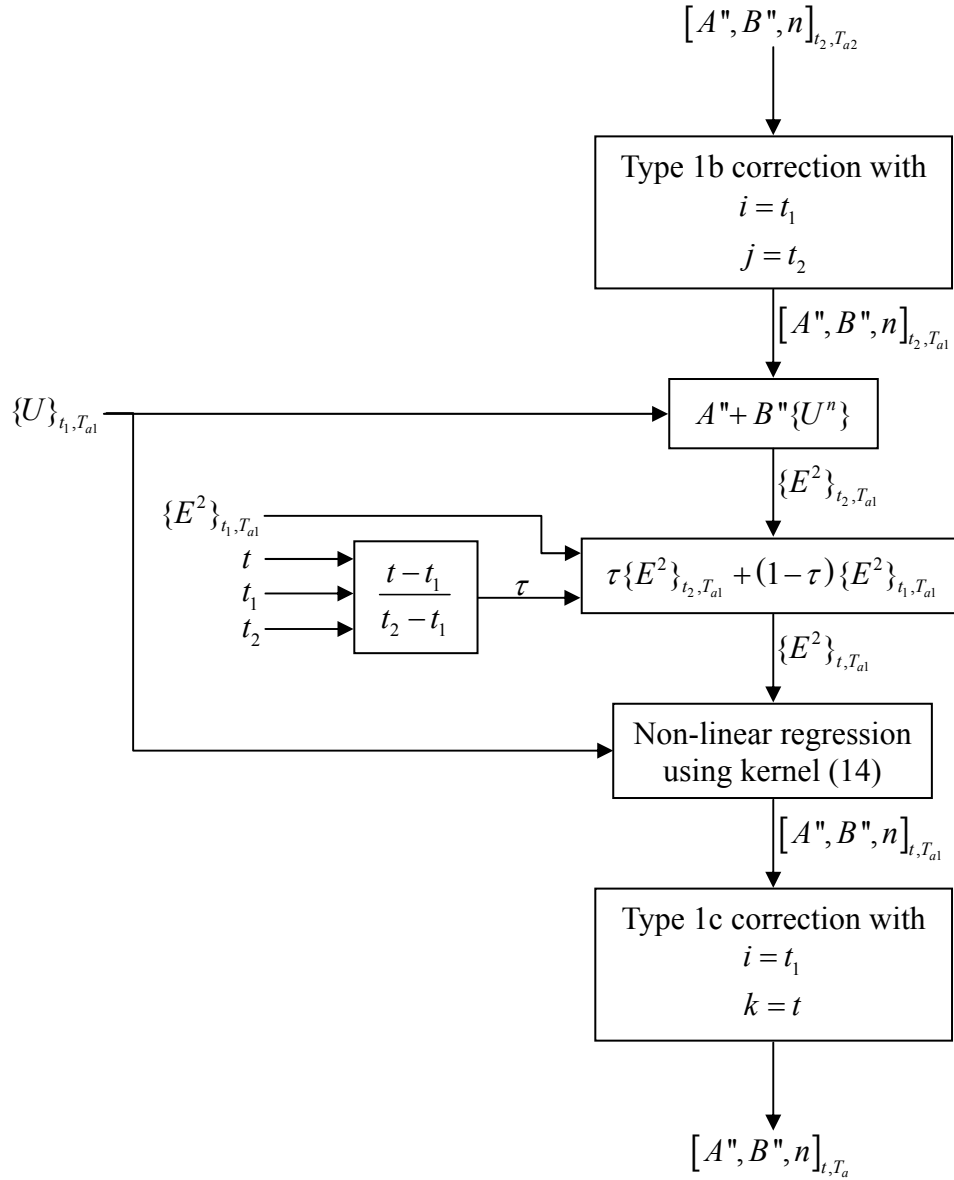 [A", B", n]_{t_2, T_{a2}}
Type 1b correction with
i = t_1
j = t_2
[A", B", n]_{t_2, T_{a1}}
{U}_{t_1, T_{a1}}
A" + B"{U^n}
{E^2}_{t_2, T_{a1}}
{E^2}_{t_1, T_{a1}}
t
t_1
t_2
\frac{t - t_1}{t_2 - t_1}
τ
τ{E^2}_{t_2, T_{a1}} + (1 - τ){E^2}_{t_1, T_{a1}}
{E^2}_{t, T_{a1}}
Non-linear regression
using kernel (14)
[A", B", n]_{t, T_{a1}}
Type 1c correction with
i = t_1
k = t
[A", B", n]_{t, T_a}